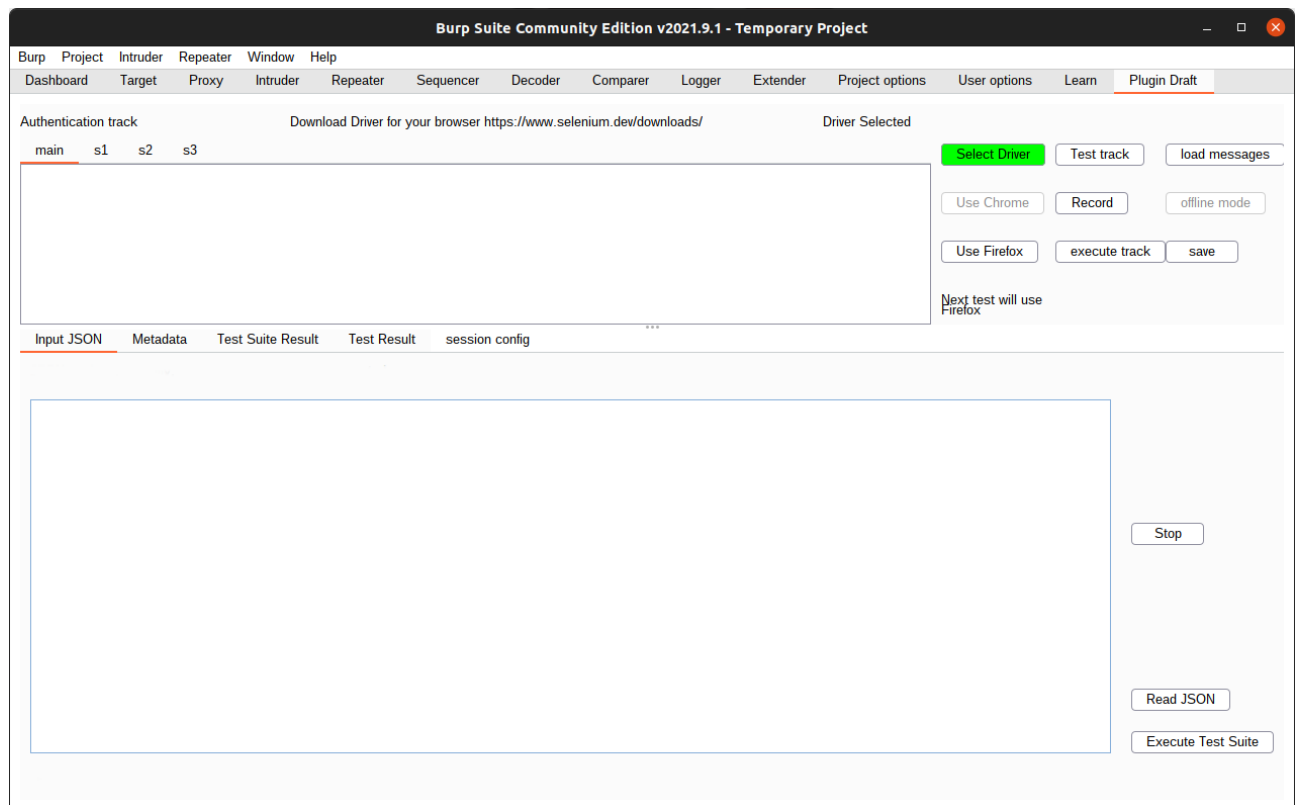 Burp Suite Community Edition v2021.9.1 - Temporary Project
Burp Project Intruder Repeater Window Help
Dashboard Target Proxy Intruder Repeater Sequencer Decoder Comparer Logger Extender Project options User options Learn Plugin Draft
Authentication track Download Driver for your browser https://www.selenium.dev/downloads/ Driver Selected
main s1 s2 s3
Select Driver Test track load messages
Use Chrome Record offline mode
Use Firefox execute track save
Next test will use
Firefox
Input JSON Metadata Test Suite Result Test Result session config
Stop
Read JSON
Execute Test Suite